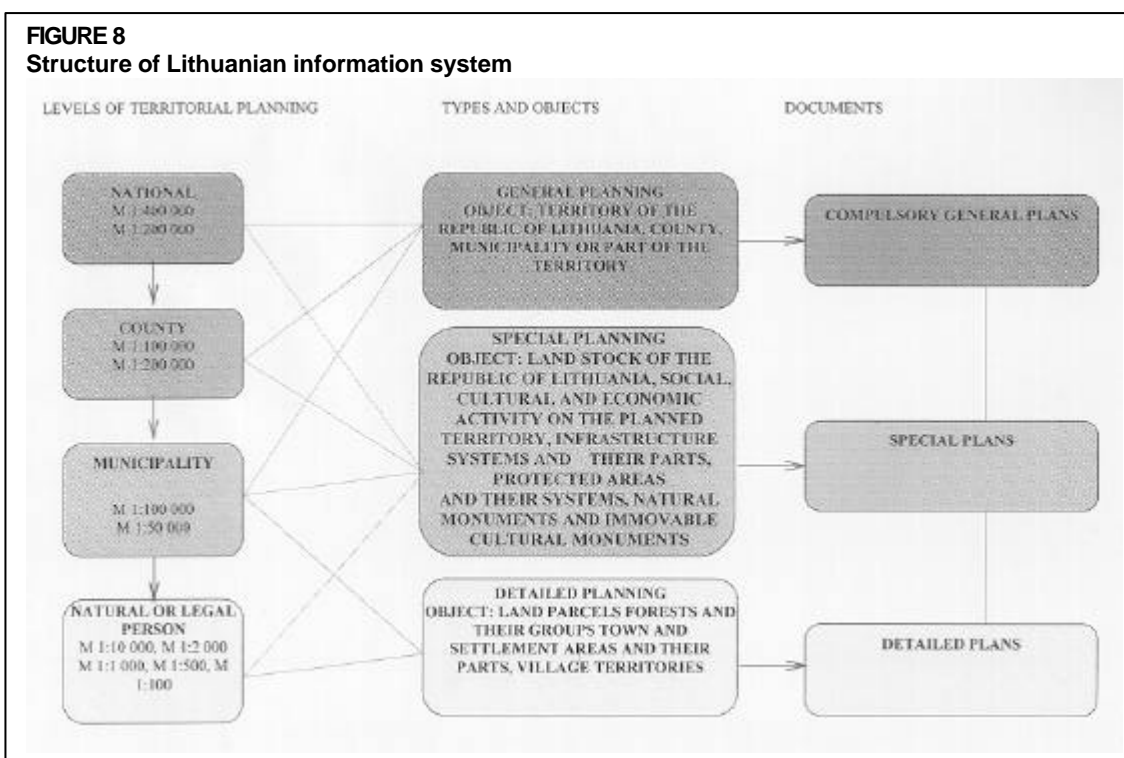 FIGURE 8
Structure of Lithuanian information system
LEVELS OF TERRITORIAL PLANNING
TYPES AND OBJECTS
DOCUMENTS
NATIONAL
M 1:400 000
M 1:200 000
COUNTY
M 1:100 000
M 1:200 000
MUNICIPALITY
M 1:100 000
M 1:50 000
NATURAL OR LEGAL
PERSON
M 1:10 000, M 1:2 000
M 1:1 000, M 1:500, M
1:100
GENERAL PLANNING
OBJECT: TERRITORY OF THE
REPUBLIC OF LITHUANIA, COUNTY,
MUNICIPALITY OR PART OF THE
TERRITORY
SPECIAL PLANNING
OBJECT: LAND STOCK OF THE
REPUBLIC OF LITHUANIA, SOCIAL,
CULTURAL AND ECONOMIC
ACTIVITY ON THE PLANNED
TERRITORY, INFRASTRUCTURE
SYSTEMS AND THEIR PARTS,
PROTECTED AREAS
AND THEIR SYSTEMS, NATURAL
MONUMENTS AND IMMOVABLE
CULTURAL MONUMENTS
DETAILED PLANNING
OBJECT: LAND PARCELS FORESTS AND
THEIR GROUPS TOWN AND
SETTLEMENT AREAS AND THEIR
PARTS, VILLAGE TERRITORIES
COMPULSORY GENERAL PLANS
SPECIAL PLANS
DETAILED PLANS